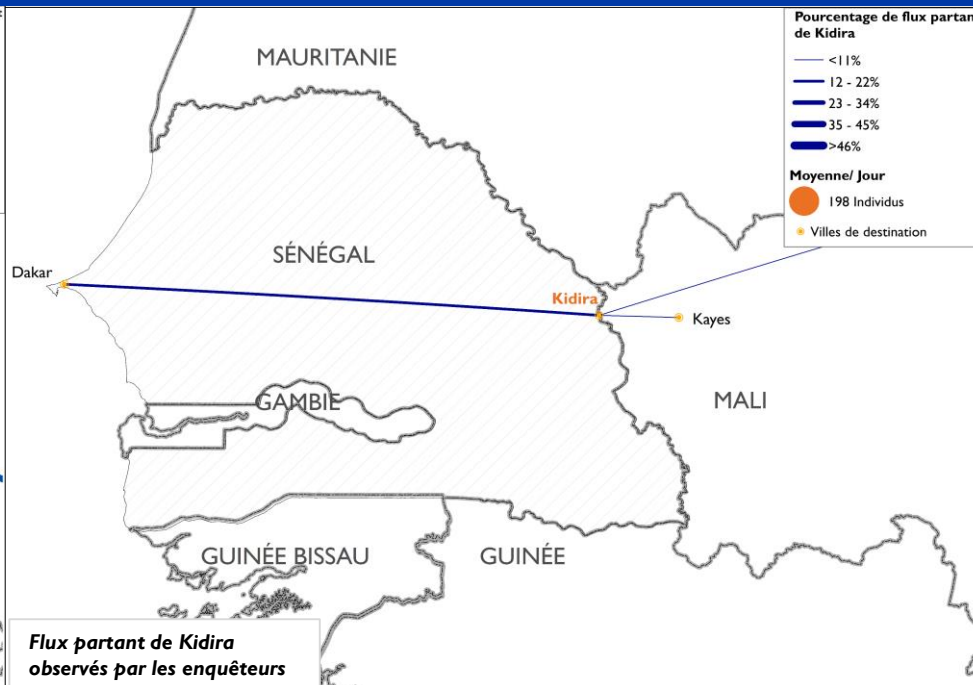 Pourcentage de flux partant
de Kidira
<11%
12 - 22%
23 - 34%
35 - 45%
>46%
Moyenne/ Jour
198 Individus
Villes de destination
MAURITANIE
SÉNÉGAL
Dakar
Kidira
Kayes
GAMBIE
MALI
GUINÉE BISSAU
GUINÉE
Flux partant de Kidira
observés par les enquêteurs